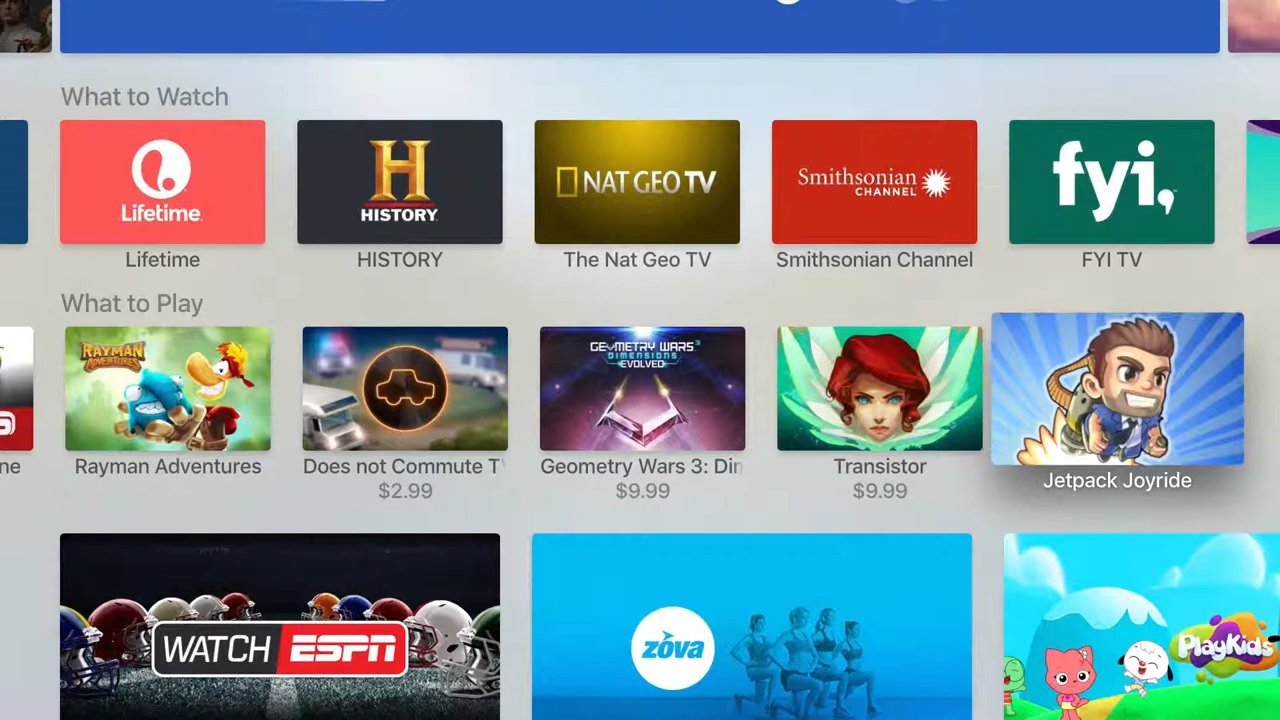 What to Watch
Lifetime
HISTORY
NAT GEO TV
Smithsonian
CHANNEL
fyi,
Lifetime
HISTORY
The Nat Geo TV
Smithsonian Channel
FYI TV
What to Play
RAYMAN
ADVENTURES
GEOMETRY WARS 3
DIMENSIONS
EVOLVED
ne
Rayman Adventures
Does not Commute T
Geometry Wars 3: Dim
Transistor
Jetpack Joyride
$2.99
$9.99
$9.99
WATCH ESPN
zova
PlayKids